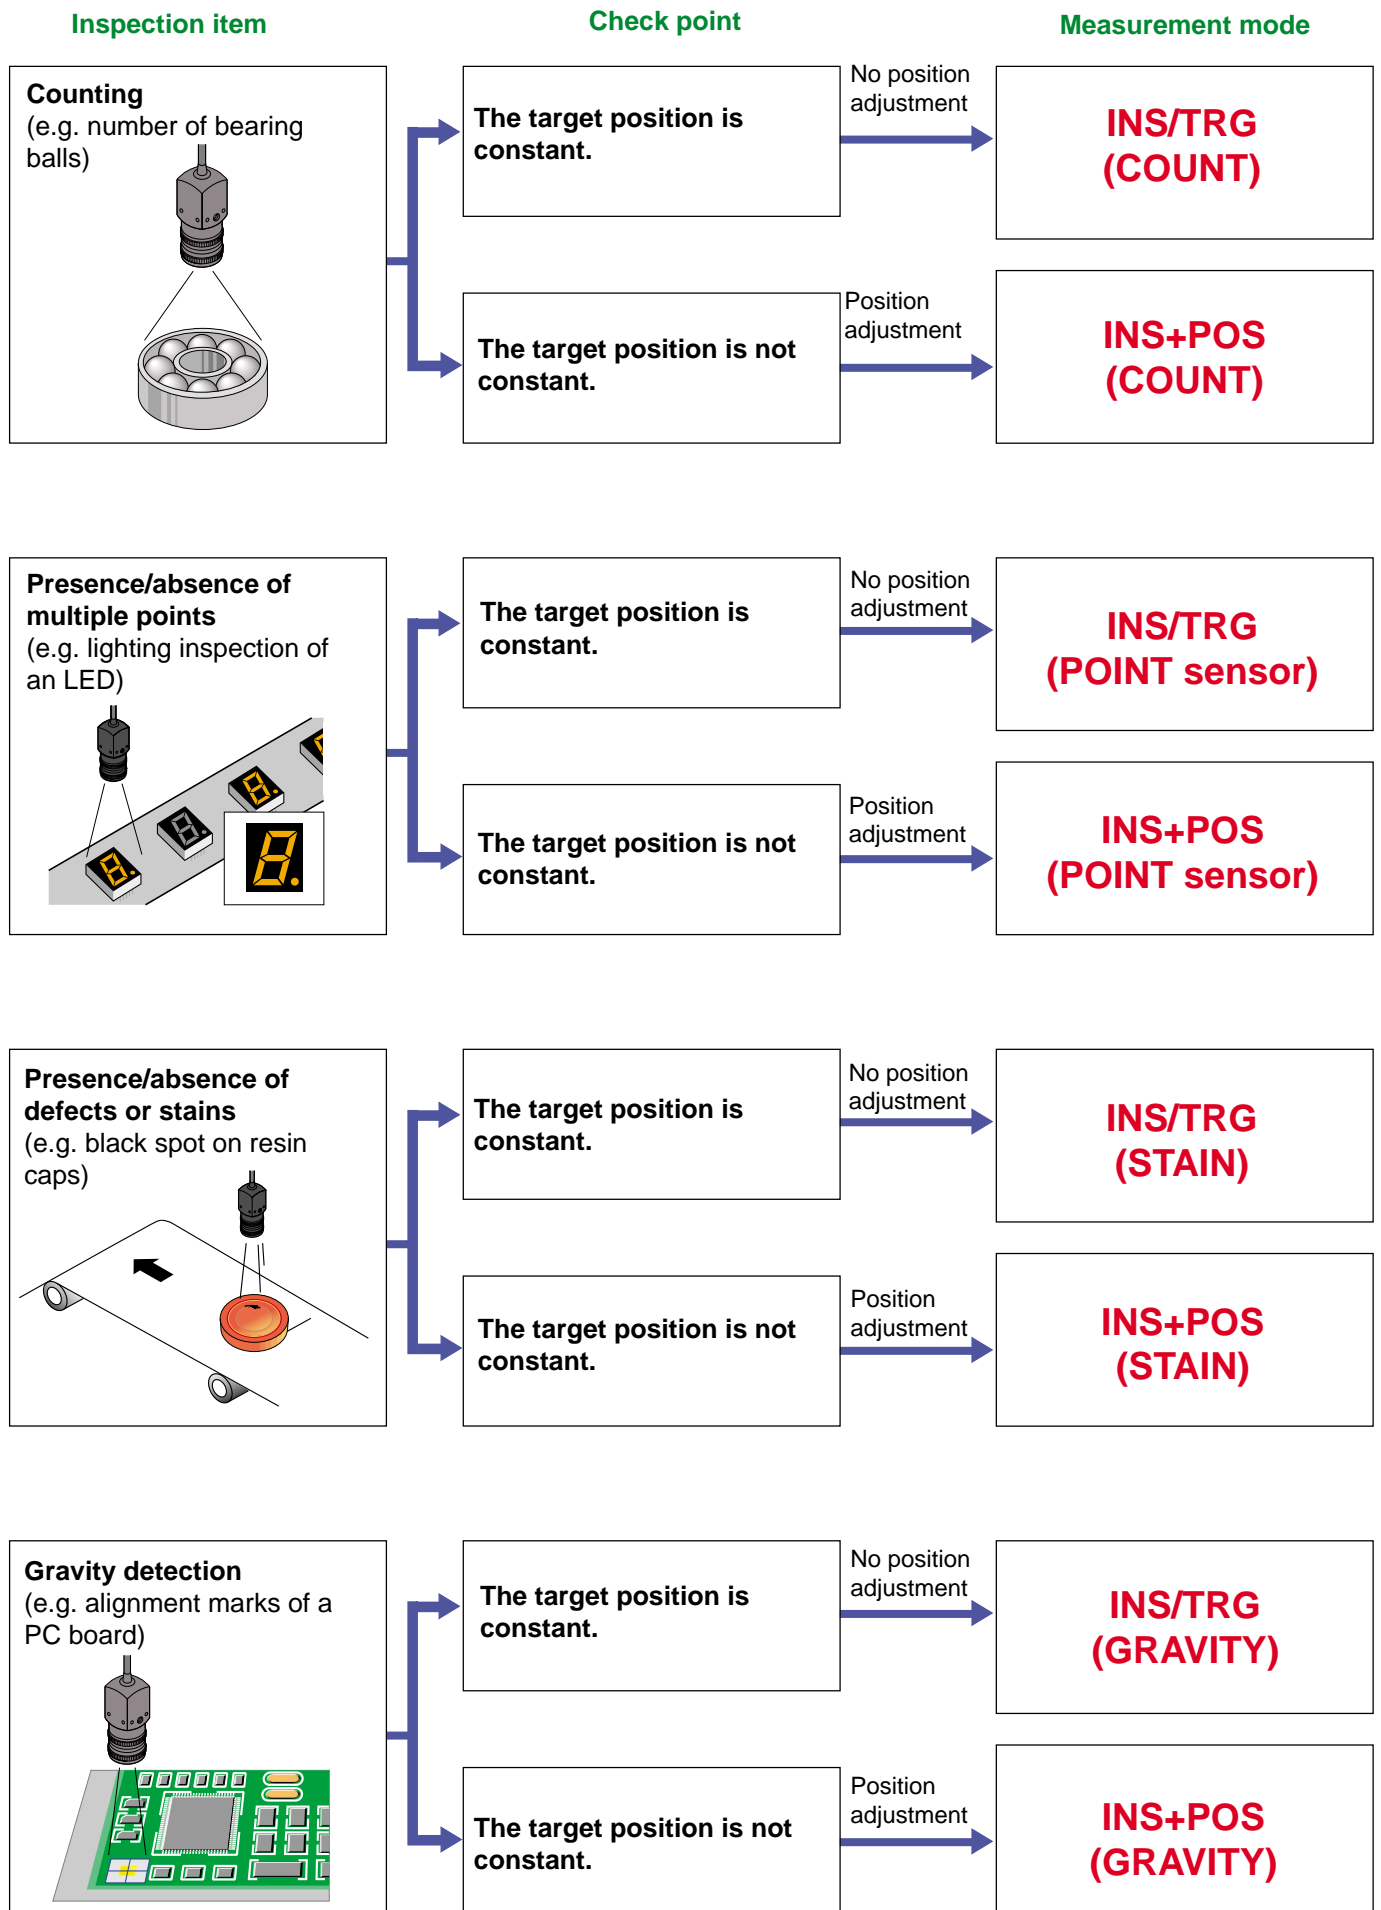 Inspection item
Check point
Measurement mode
Counting
(e.g. number of bearing
balls)
The target position is
constant.
No position
adjustment
INS/TRG
(COUNT)
The target position is not
constant.
Position
adjustment
INS+POS
(COUNT)
Presence/absence of
multiple points
(e.g. lighting inspection of
an LED)
The target position is
constant.
No position
adjustment
INS/TRG
(POINT sensor)
The target position is not
constant.
Position
adjustment
INS+POS
(POINT sensor)
Presence/absence of
defects or stains
(e.g. black spot on resin
caps)
The target position is
constant.
No position
adjustment
INS/TRG
(STAIN)
The target position is not
constant.
Position
adjustment
INS+POS
(STAIN)
Gravity detection
(e.g. alignment marks of a
PC board)
The target position is
constant.
No position
adjustment
INS/TRG
(GRAVITY)
The target position is not
constant.
Position
adjustment
INS+POS
(GRAVITY)